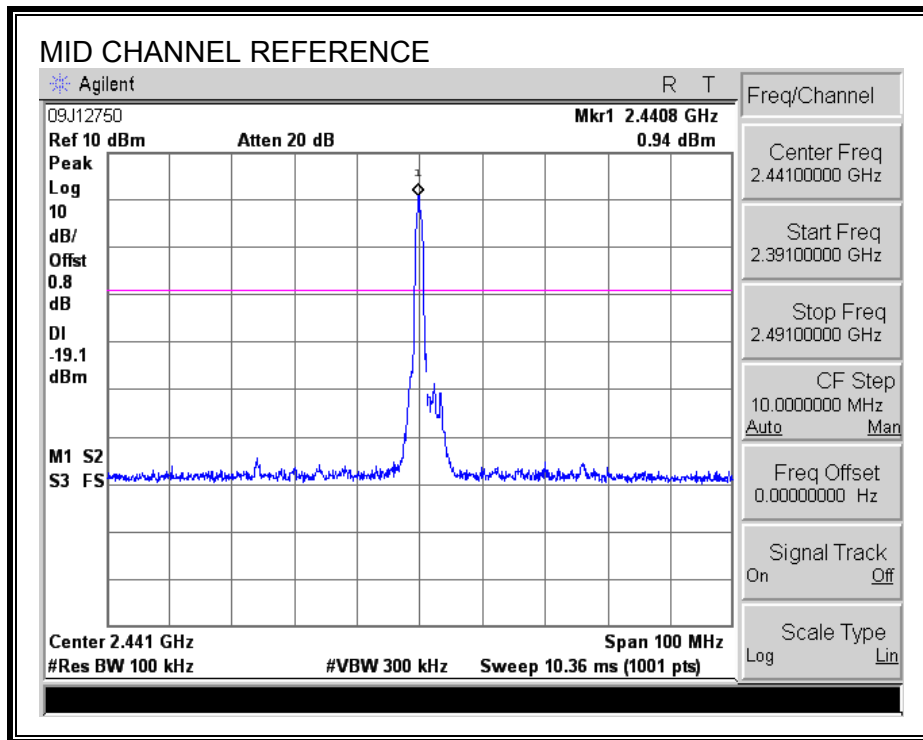 MID CHANNEL REFERENCE
Agilent R T
09J12750 Mkr1 2.4408 GHz
Ref 10 dBm Atten 20 dB 0.94 dBm
Peak
Log
10
dB/
Offst
0.8
dB
DI
-19.1
dBm
M1 S2
S3 FS
1
Center 2.441 GHz Span 100 MHz
#Res BW 100 kHz #VBW 300 kHz Sweep 10.36 ms (1001 pts)
Freq/Channel
Center Freq
2.44100000 GHz
Start Freq
2.39100000 GHz
Stop Freq
2.49100000 GHz
CF Step
10.0000000 MHz
Auto Man
Freq Offset
0.00000000 Hz
Signal Track
On Off
Scale Type
Log Lin